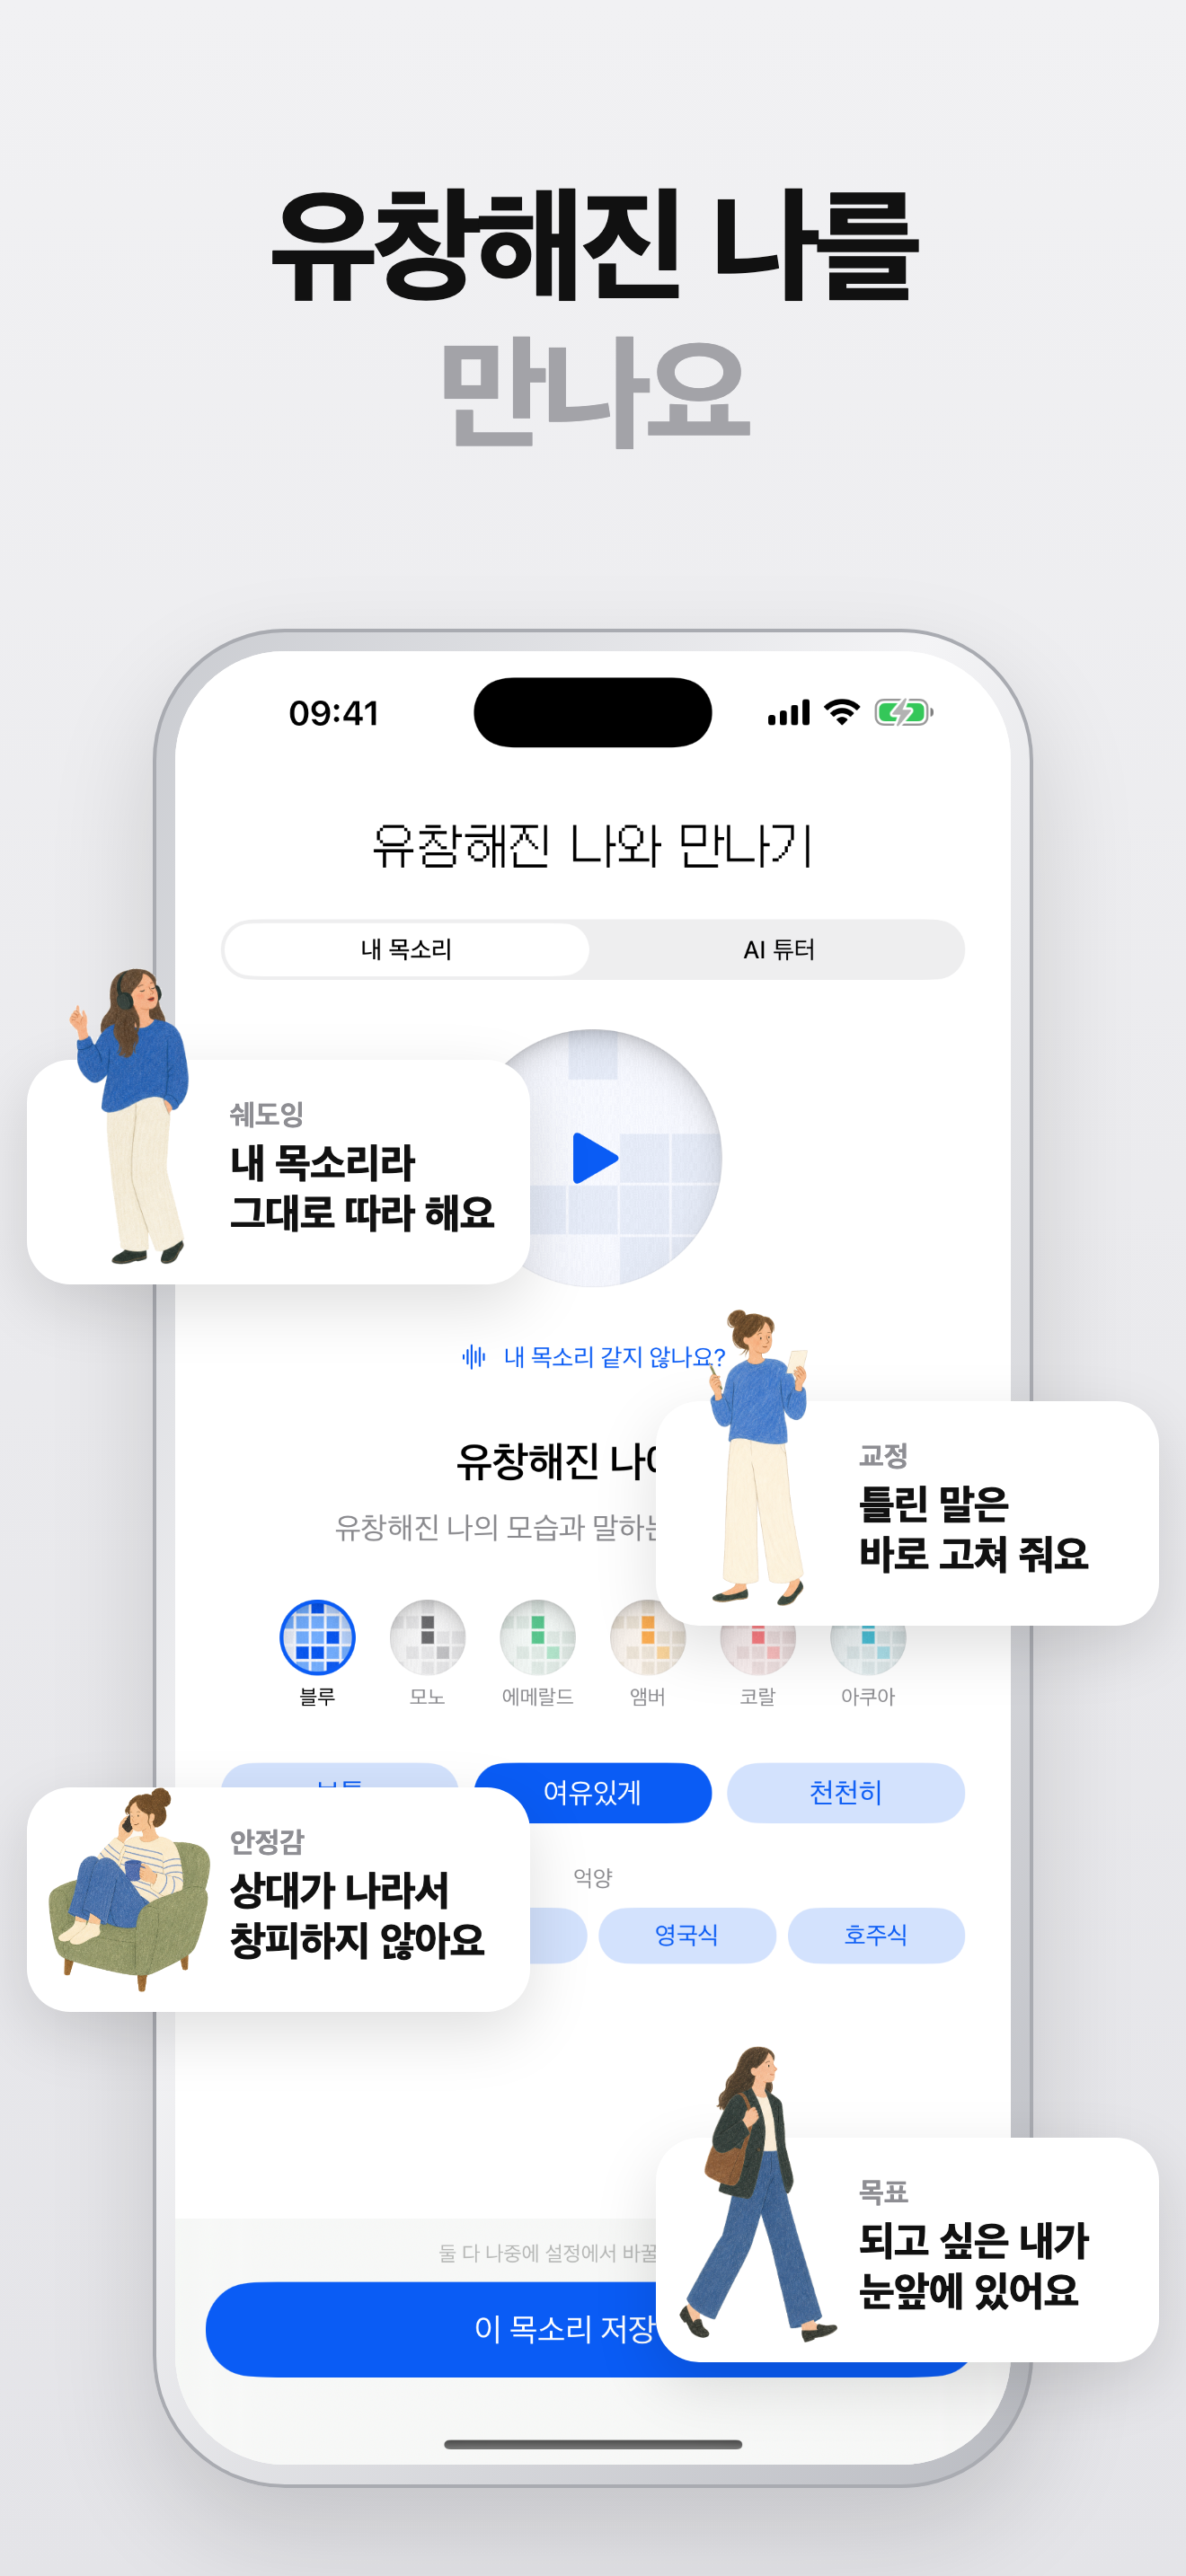 유창해진 나를
만나요
09:41
유창해진 나와 만나기
내 목소리
AI 튜터
쉐도잉
내 목소리라
그대로 따라 해요
내 목소리 같지 않나요?
유창해진
유창해진 나의 모습과
교정
틀린 말은
바로 고쳐 줘요
블루
모노
에메랄드
앰버
코랄
아쿠아
여유있게
천천히
안정감
상대가 나라서
창피하지 않아요
억양
영국식
호주식
목표
되고 싶은 내가
눈앞에 있어요
둘 다 나중에 설정에서
이 목소리 저장